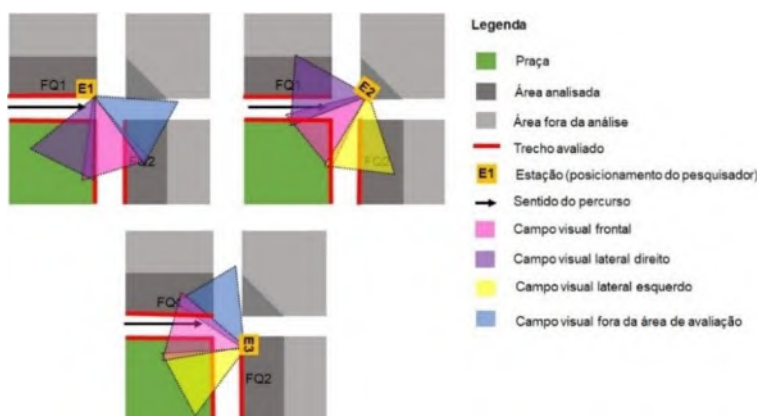 FQ1
E1
FQ2
FQ1
E2
FQ2
E3
FQ2
Legenda
Praça
Área analisada
Área fora da análise
Trecho avaliado
E1
Estação (posicionamento do pesquisador)
Sentido do percurso
Campo visual frontal
Campo visual lateral direito
Campo visual lateral esquerdo
Campo visual fora da área de avaliação